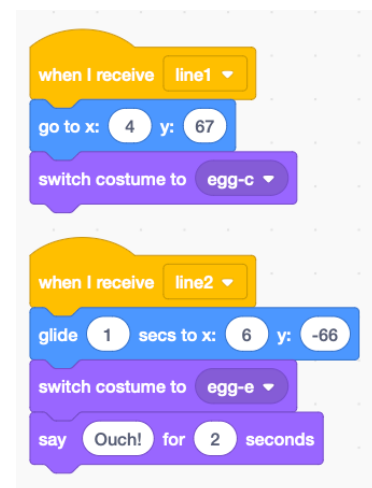 when I receive line1
go to x: 4 y: 67
switch costume to egg-c
when I receive line2
glide 1 secs to x: 6 y: -66
switch costume to egg-e
say Ouch! for 2 seconds